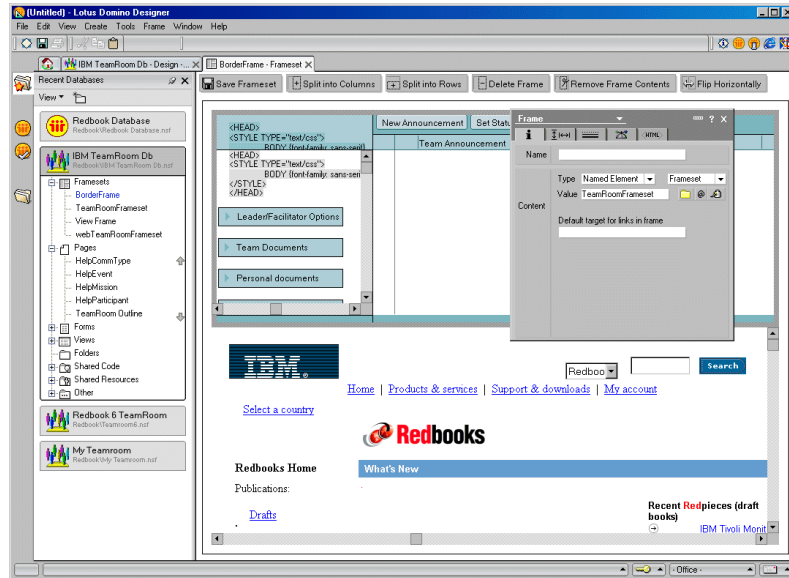 (Untitled) - Lotus Domino Designer
File Edit View Create Tools Frame Window Help
IBM TeamRoom Db - Design - ... BorderFrame - Frameset
Recent Databases
View
Save Frameset Split into Columns Split into Rows Delete Frame Remove Frame Contents Flip Horizontally
Redbook Database
Redbook\Redbook Database.nsf
IBM TeamRoom Db
Redbook\IBM TeamRoom Db.nsf
Framesets
BorderFrame
TeamRoomFrameset
View Frame
webTeamRoomFrameset
Pages
HelpCommType
HelpEvent
HelpMission
HelpParticipant
TeamRoom Outline
Forms
Views
Folders
Shared Code
Shared Resources
Other
Redbook 6 TeamRoom
Redbook\Teamroom6.nsf
My Teamroom
Redbook\My Teamroom.nsf
<HEAD>
<STYLE TYPE="text/css">
BODY {font-family: sans-serif}
<HEAD>
<STYLE TYPE="text/css">
BODY {font-family: sans-seri
</STYLE>
</HEAD>
Leader/Facilitator Options
Team Documents
Personal documents
New Announcement Set Statu
Team Announcement
Frame
i HTML
Name
Content
Type Named Element Frameset
Value TeamRoomFrameset @
Default target for links in frame
IBM
Redboo
Search
Home | Products & services | Support & downloads | My account
Select a country
Redbooks
Redbooks Home
What's New
Publications:
Drafts
Recent Redpieces (draft
books)
IBM Tivoli Monit
- Office -